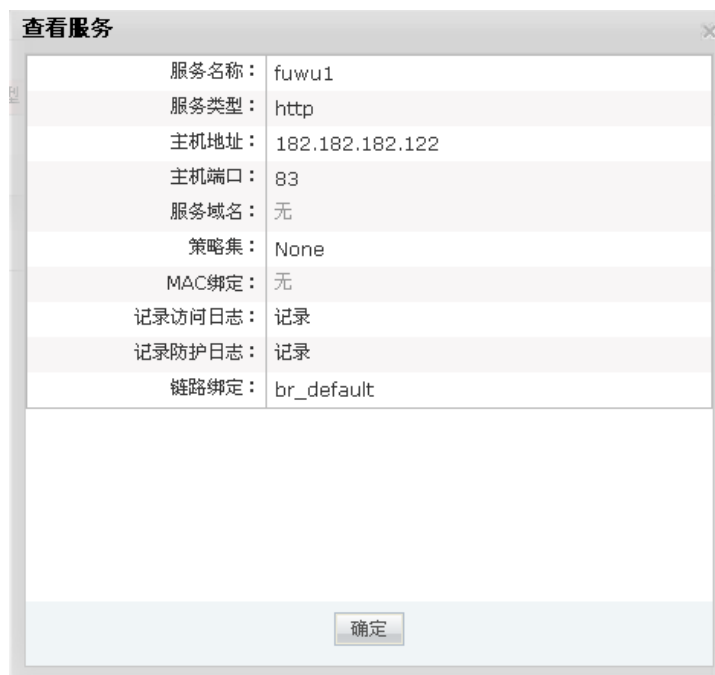 查看服务
服务名称： fuwu1
服务类型： http
主机地址： 182.182.182.122
主机端口： 83
服务域名： 无
策略集： None
MAC绑定： 无
记录访问日志： 记录
记录防护日志： 记录
链路绑定： br_default
确定